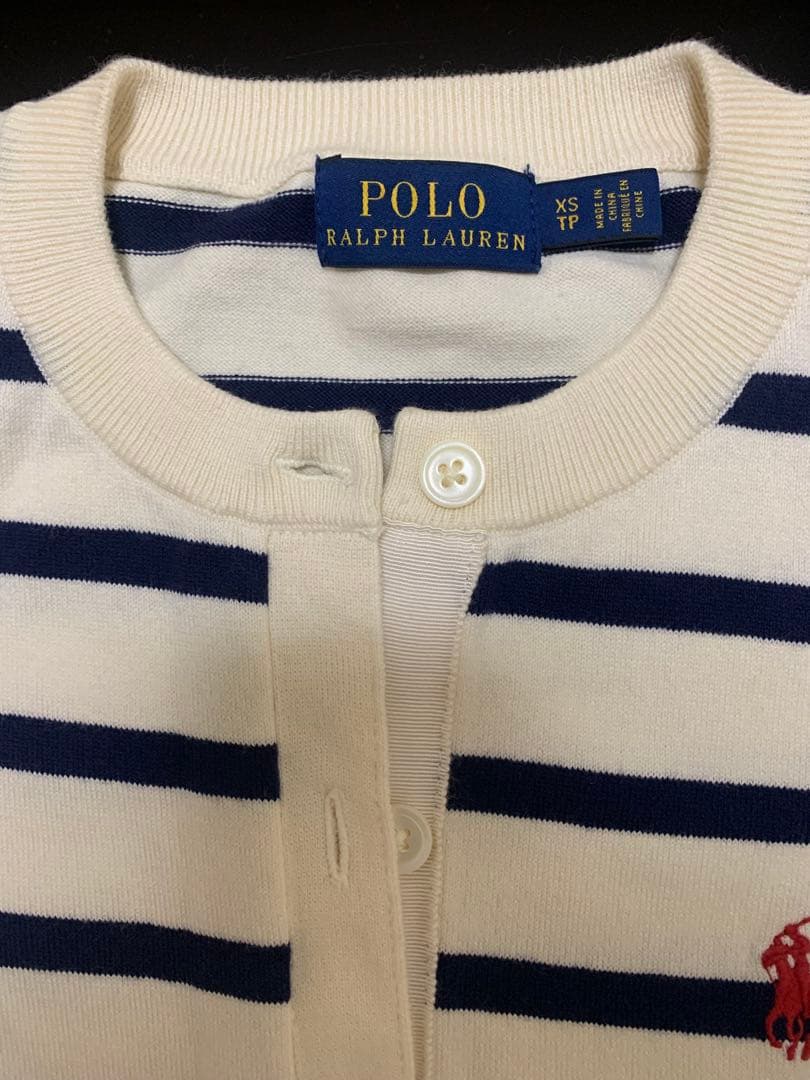 POLO
RALPH LAUREN
XS
TP
MADE IN
CHINA
FABRIQUÉ EN
CHINE